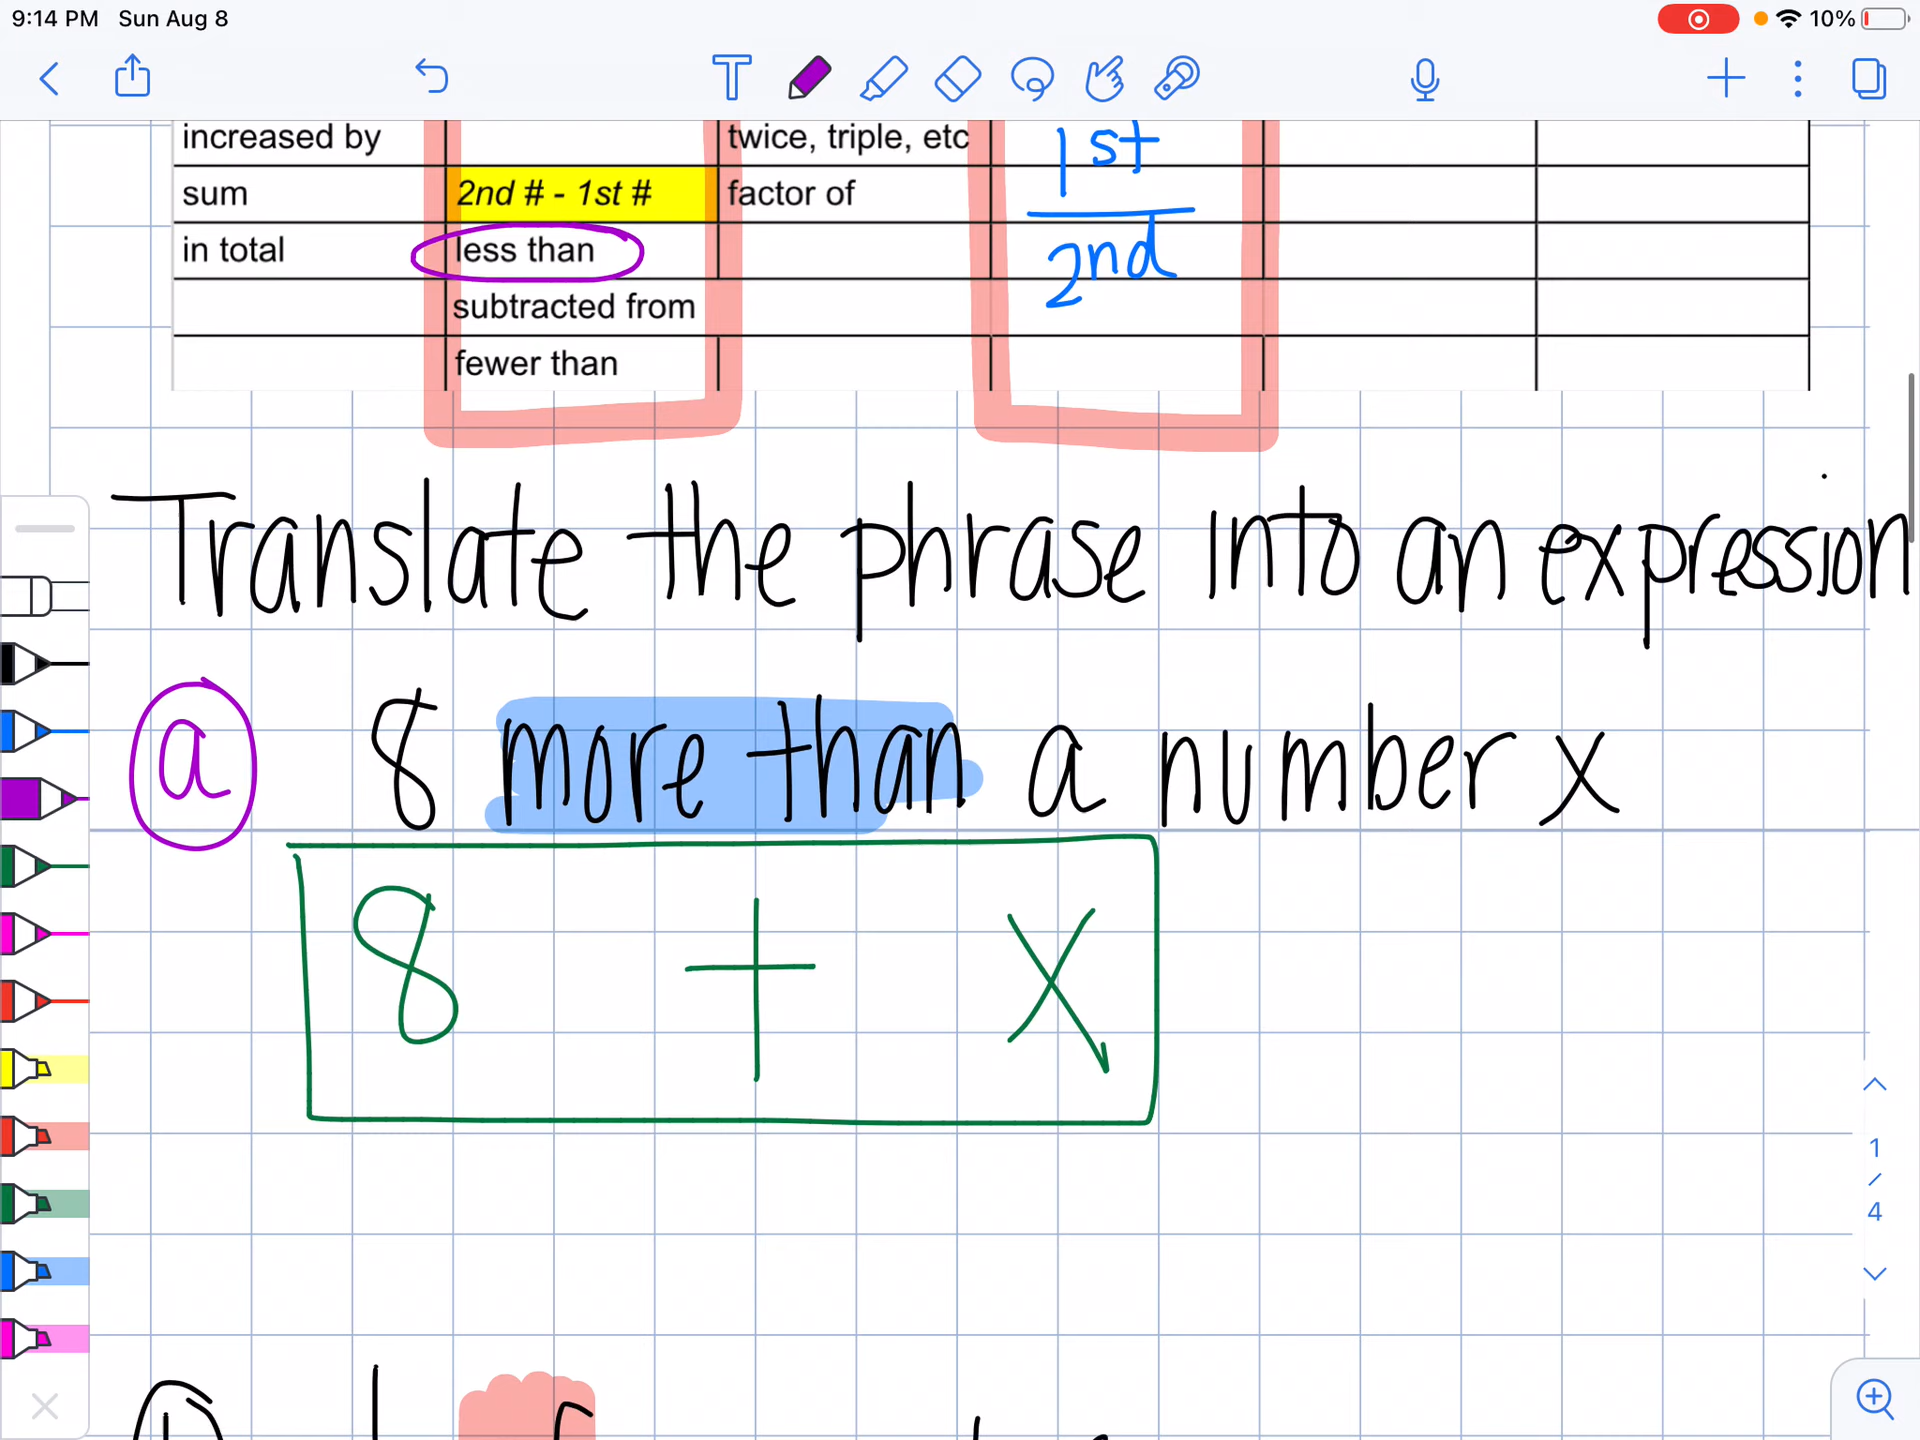 9:14 PM Sun Aug 8 10%
increased by twice, triple, etc 1st
sum 2nd # - 1st # factor of
in total less than 2nd
subtracted from
fewer than
Translate the phrase into an expression
a 8 more than a number x
8 + x
1
/
4